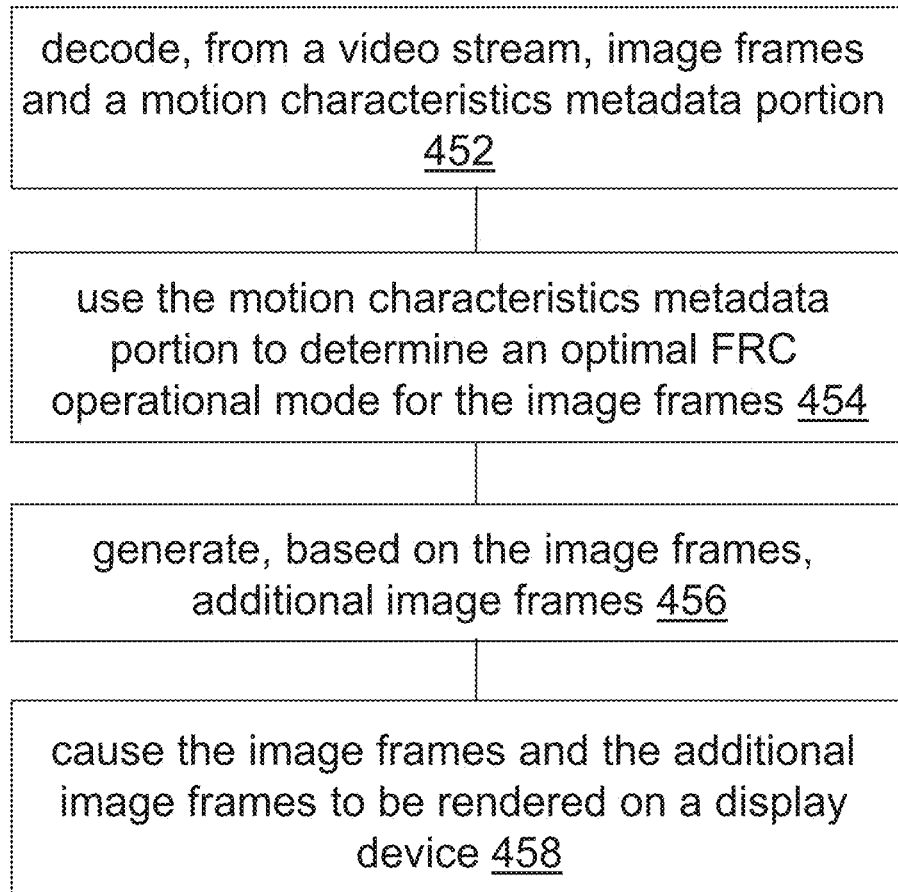 decode, from a video stream, image frames
and a motion characteristics metadata portion
452
use the motion characteristics metadata
portion to determine an optimal FRC
operational mode for the image frames 454
generate, based on the image frames,
additional image frames 456
cause the image frames and the additional
image frames to be rendered on a display
device 458